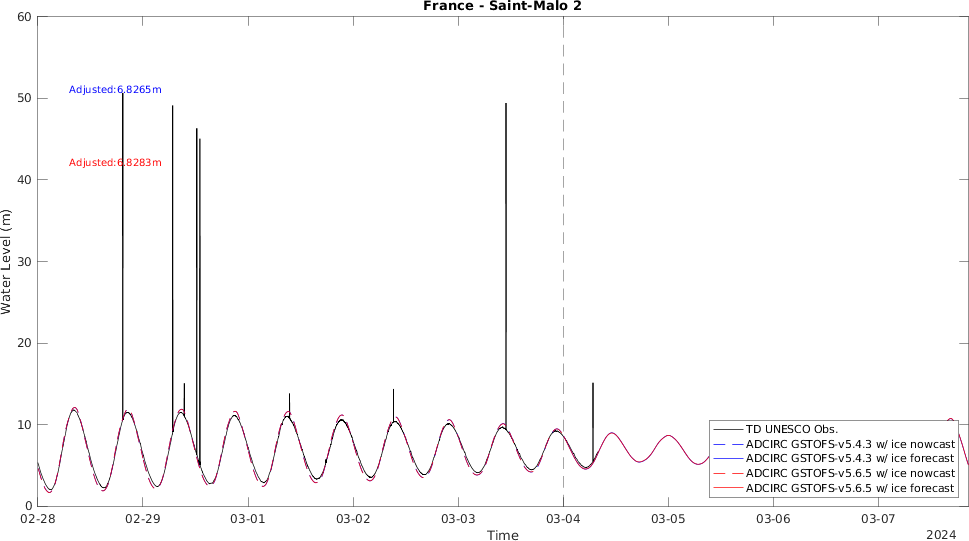 France - Saint-Malo 2
60
50
40
30
20
10
0
Water Level (m)
Adjusted:6.8265m
Adjusted:6.8283m
TD UNESCO Obs.
ADCIRC GSTOFS-v5.4.3 w/ ice nowcast
ADCIRC GSTOFS-v5.4.3 w/ ice forecast
ADCIRC GSTOFS-v5.6.5 w/ ice nowcast
ADCIRC GSTOFS-v5.6.5 w/ ice forecast
02-28 02-29 03-01 03-02 03-03 03-04 03-05 03-06 03-07
Time
2024